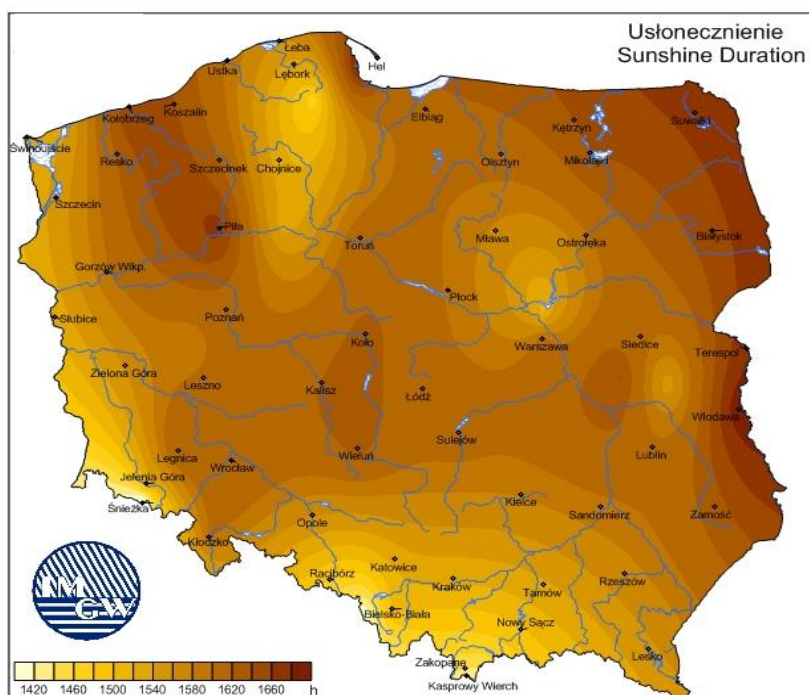 Usłonecznienie
Sunshine Duration
Łeba
Ustka
Lębork
Hel
Kołobrzeg
Koszalin
Elbląg
Kętrzyn
Suwałki
Świnoujście
Resko
Szczecinek
Chojnice
Olsztyn
Mikołajki
Szczecin
Piła
Toruń
Mława
Ostrołęka
Białystok
Gorzów Wlkp.
Płock
Słubice
Poznań
Koło
Warszawa
Siedlce
Terespol
Zielona Góra
Leszno
Kalisz
Łódź
Włodawa
Sulejów
Legnica
Wrocław
Wieluń
Lublin
Jelenia Góra
Śnieżka
Kielce
Sandomierz
Zamość
Opole
Kłoczko
Racibórz
Katowice
Kraków
Tarnów
Rzeszów
Bielsko-Biała
Nowy Sącz
Lesko
Zakopane
Kasprowy Wierch
IM
GW
1420 1500 1580 1660
1460 1540 1620 h